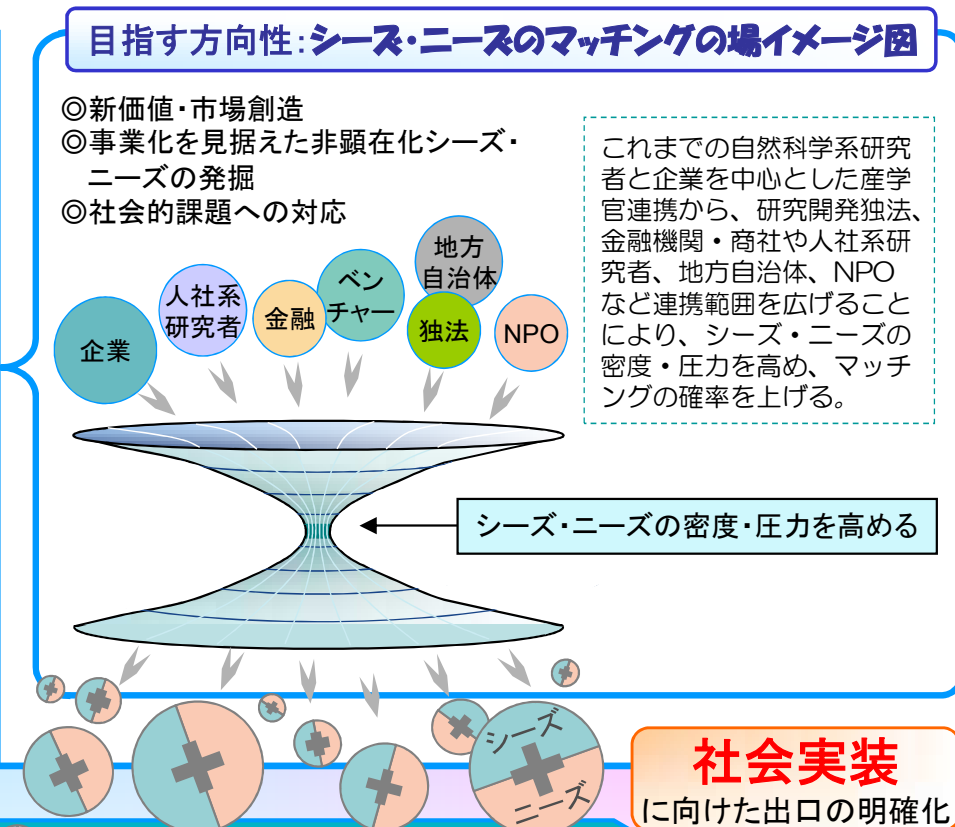 目指す方向性:シーズ・ニーズのマッチングの場イメージ図
◎新価値・市場創造
◎事業化を見据えた非顕在化シーズ・
ニーズの発掘
◎社会的課題への対応
これまでの自然科学系研究
者と企業を中心とした産学
官連携から、研究開発独法、
金融機関・商社や人社系研
究者、地方自治体、NPO
など連携範囲を広げること
により、シーズ・ニーズの
密度・圧力を高め、マッチ
ングの確率を上げる。
企業
人社系
研究者
金融
ベン
チャー
地方
自治体
独法
NPO
シーズ・ニーズの密度・圧力を高める
シーズ
ニーズ
社会実装
に向けた出口の明確化